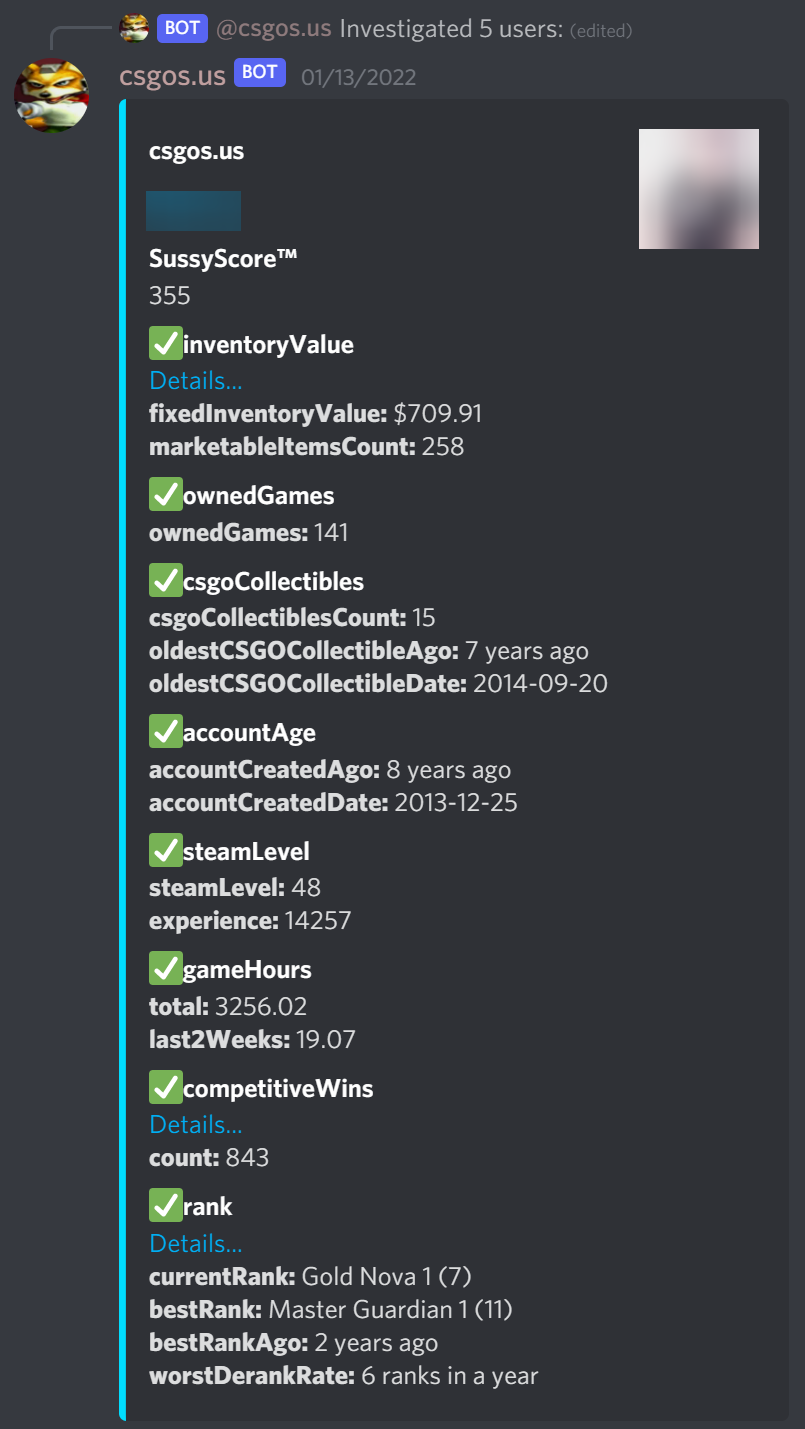 BOT @csgos.us Investigated 5 users: (edited)
csgos.us BOT 01/13/2022
csgos.us
SussyScore™
355
✅inventoryValue
Details...
fixedInventoryValue: $709.91
marketableItemsCount: 258
✅ownedGames
ownedGames: 141
✅csgoCollectibles
csgoCollectiblesCount: 15
oldestCSGOCollectibleAgo: 7 years ago
oldestCSGOCollectibleDate: 2014-09-20
✅accountAge
accountCreatedAgo: 8 years ago
accountCreatedDate: 2013-12-25
✅steamLevel
steamLevel: 48
experience: 14257
✅gameHours
total: 3256.02
last2Weeks: 19.07
✅competitiveWins
Details...
count: 843
✅rank
Details...
currentRank: Gold Nova 1 (7)
bestRank: Master Guardian 1 (11)
bestRankAgo: 2 years ago
worstDerankRate: 6 ranks in a year